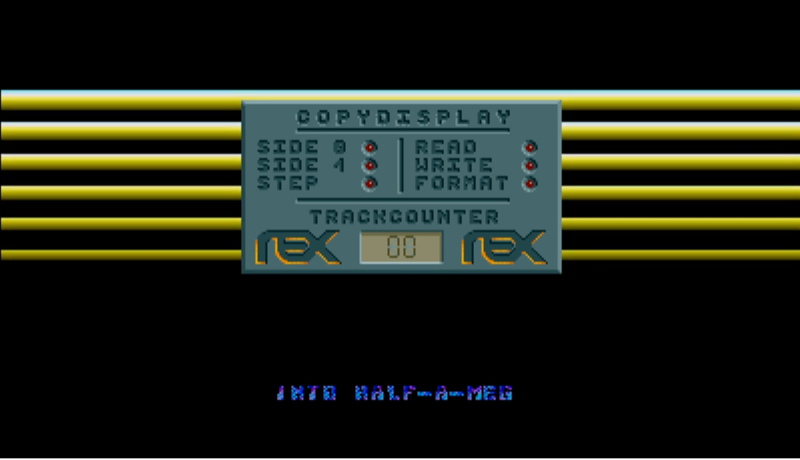 COPYDISPLAY
SIDE 0
SIDE 1
STEP
READ
WRITE
FORMAT
TRACKCOUNTER
rex 00 rex
INTO HALF-A-MEG